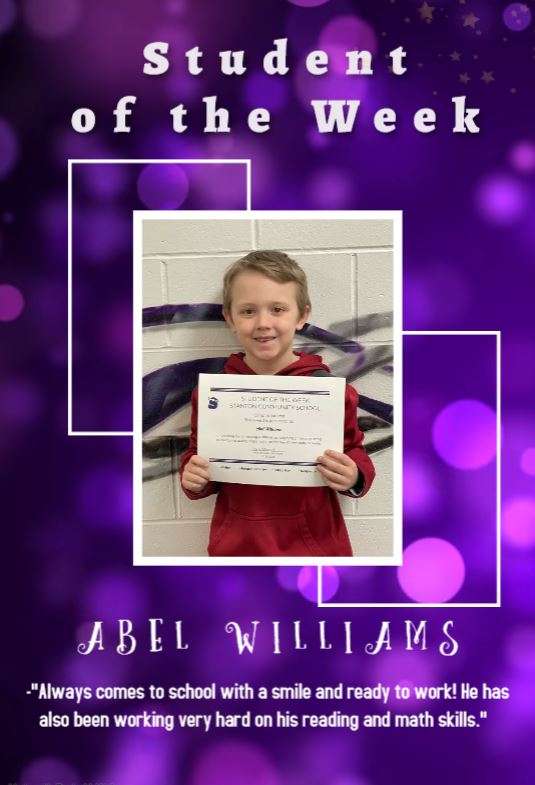 Student
of the Week
STUDENT OF THE WEEK
STANTON COMMUNITY SCHOOL
ABEL WILLIAMS
-"Always comes to school with a smile and ready to work! He has
also been working very hard on his reading and math skills."